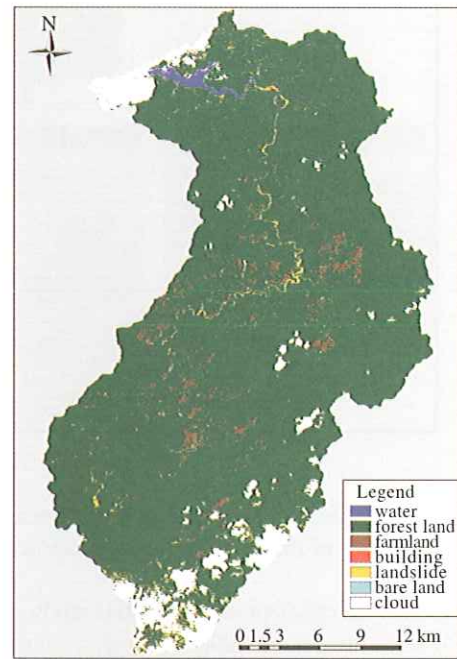 N
Legend
water
forest land
farmland
building
landslide
bare land
cloud
0 1.5 3 6 9 12 km